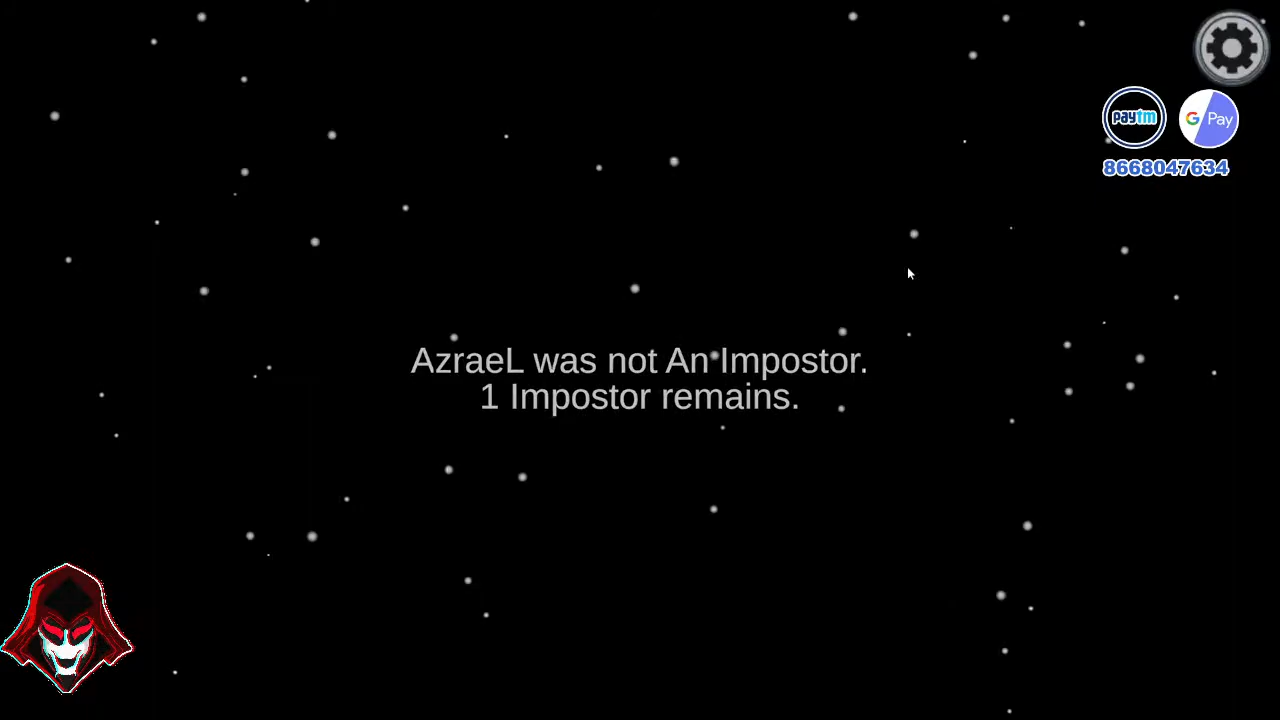 paytm
G Pay
8668047634
AzraeL was not An Impostor.
1 Impostor remains.